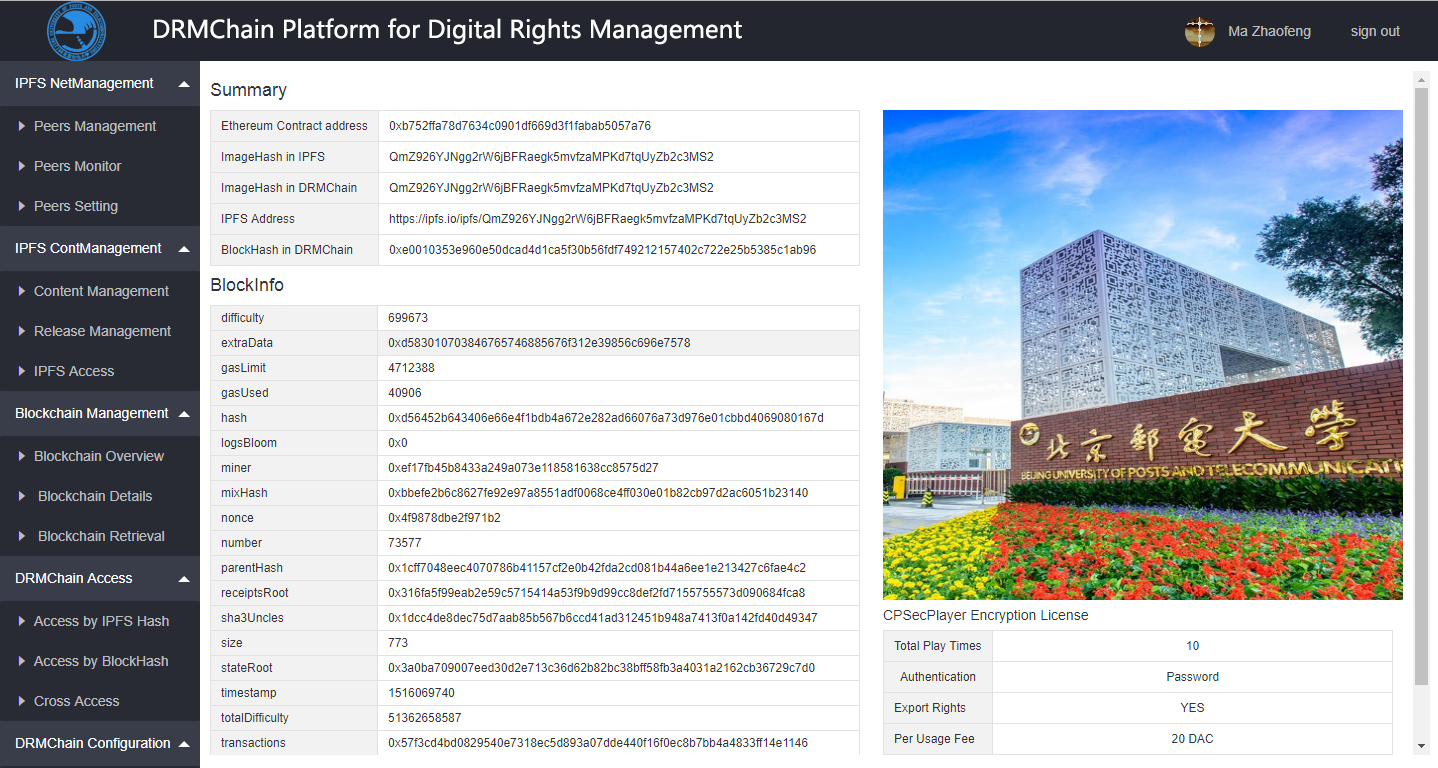 DRMChain Platform for Digital Rights Management
Ma Zhaofeng
sign out
IPFS NetManagement
Peers Management
Peers Monitor
Peers Setting
IPFS ContManagement
Content Management
Release Management
IPFS Access
Blockchain Management
Blockchain Overview
Blockchain Details
Blockchain Retrieval
DRMChain Access
Access by IPFS Hash
Access by BlockHash
Cross Access
DRMChain Configuration
Summary
Ethereum Contract address 0xb752ffa78d7634c0901df669d3f1fabab5057a76
ImageHash in IPFS QmZ926YJNgg2rW6jBFRaegk5mvfzaMPKd7tqUyZb2c3MS2
ImageHash in DRMChain QmZ926YJNgg2rW6jBFRaegk5mvfzaMPKd7tqUyZb2c3MS2
IPFS Address https://ipfs.io/ipfs/QmZ926YJNgg2rW6jBFRaegk5mvfzaMPKd7tqUyZb2c3MS2
BlockHash in DRMChain 0xe0010353e960e50dcad4d1ca5f30b56fdf749212157402c722e25b5385c1ab96
BlockInfo
difficulty 699673
extraData 0xd583010703846765746885676f312e39856c696e7578
gasLimit 4712388
gasUsed 40906
hash 0xd56452b643406e66e4f1bdb4a672e282ad66076a73d976e01cbbd4069080167d
logsBloom 0x0
miner 0xef17fb45b8433a249a073e118581638cc8575d27
mixHash 0xbbefe2b6c8627fe92e97a8551adf0068ce4ff030e01b82cb97d2ac6051b23140
nonce 0x4f9878dbe2f971b2
number 73577
parentHash 0x1cff7048eec4070786b41157cf2e0b42fda2cd081b44a6ee1e213427c6fae4c2
receiptsRoot 0x316fa5f99eab2e59c5715414a53f9b9d99cc8def2fd7155755573d090684fca8
sha3Uncles 0x1dcc4de8dec75d7aab85b567b6ccd41ad312451b948a7413f0a142fd40d49347
size 773
stateRoot 0x3a0ba709007eed30d2e713c36d62b82bc38bff58fb3a4031a2162cb36729c7d0
timestamp 1516069740
totalDifficulty 51362658587
transactions 0x57f3cd4bd0829540e7318ec5d893a07dde440f16f0ec8b7bb4a4833ff14e1146
北京郵電大學
BEIJING UNIVERSITY OF POSTS AND TELECOMMUNICATI
CPSecPlayer Encryption License
Total Play Times 10
Authentication Password
Export Rights YES
Per Usage Fee 20 DAC